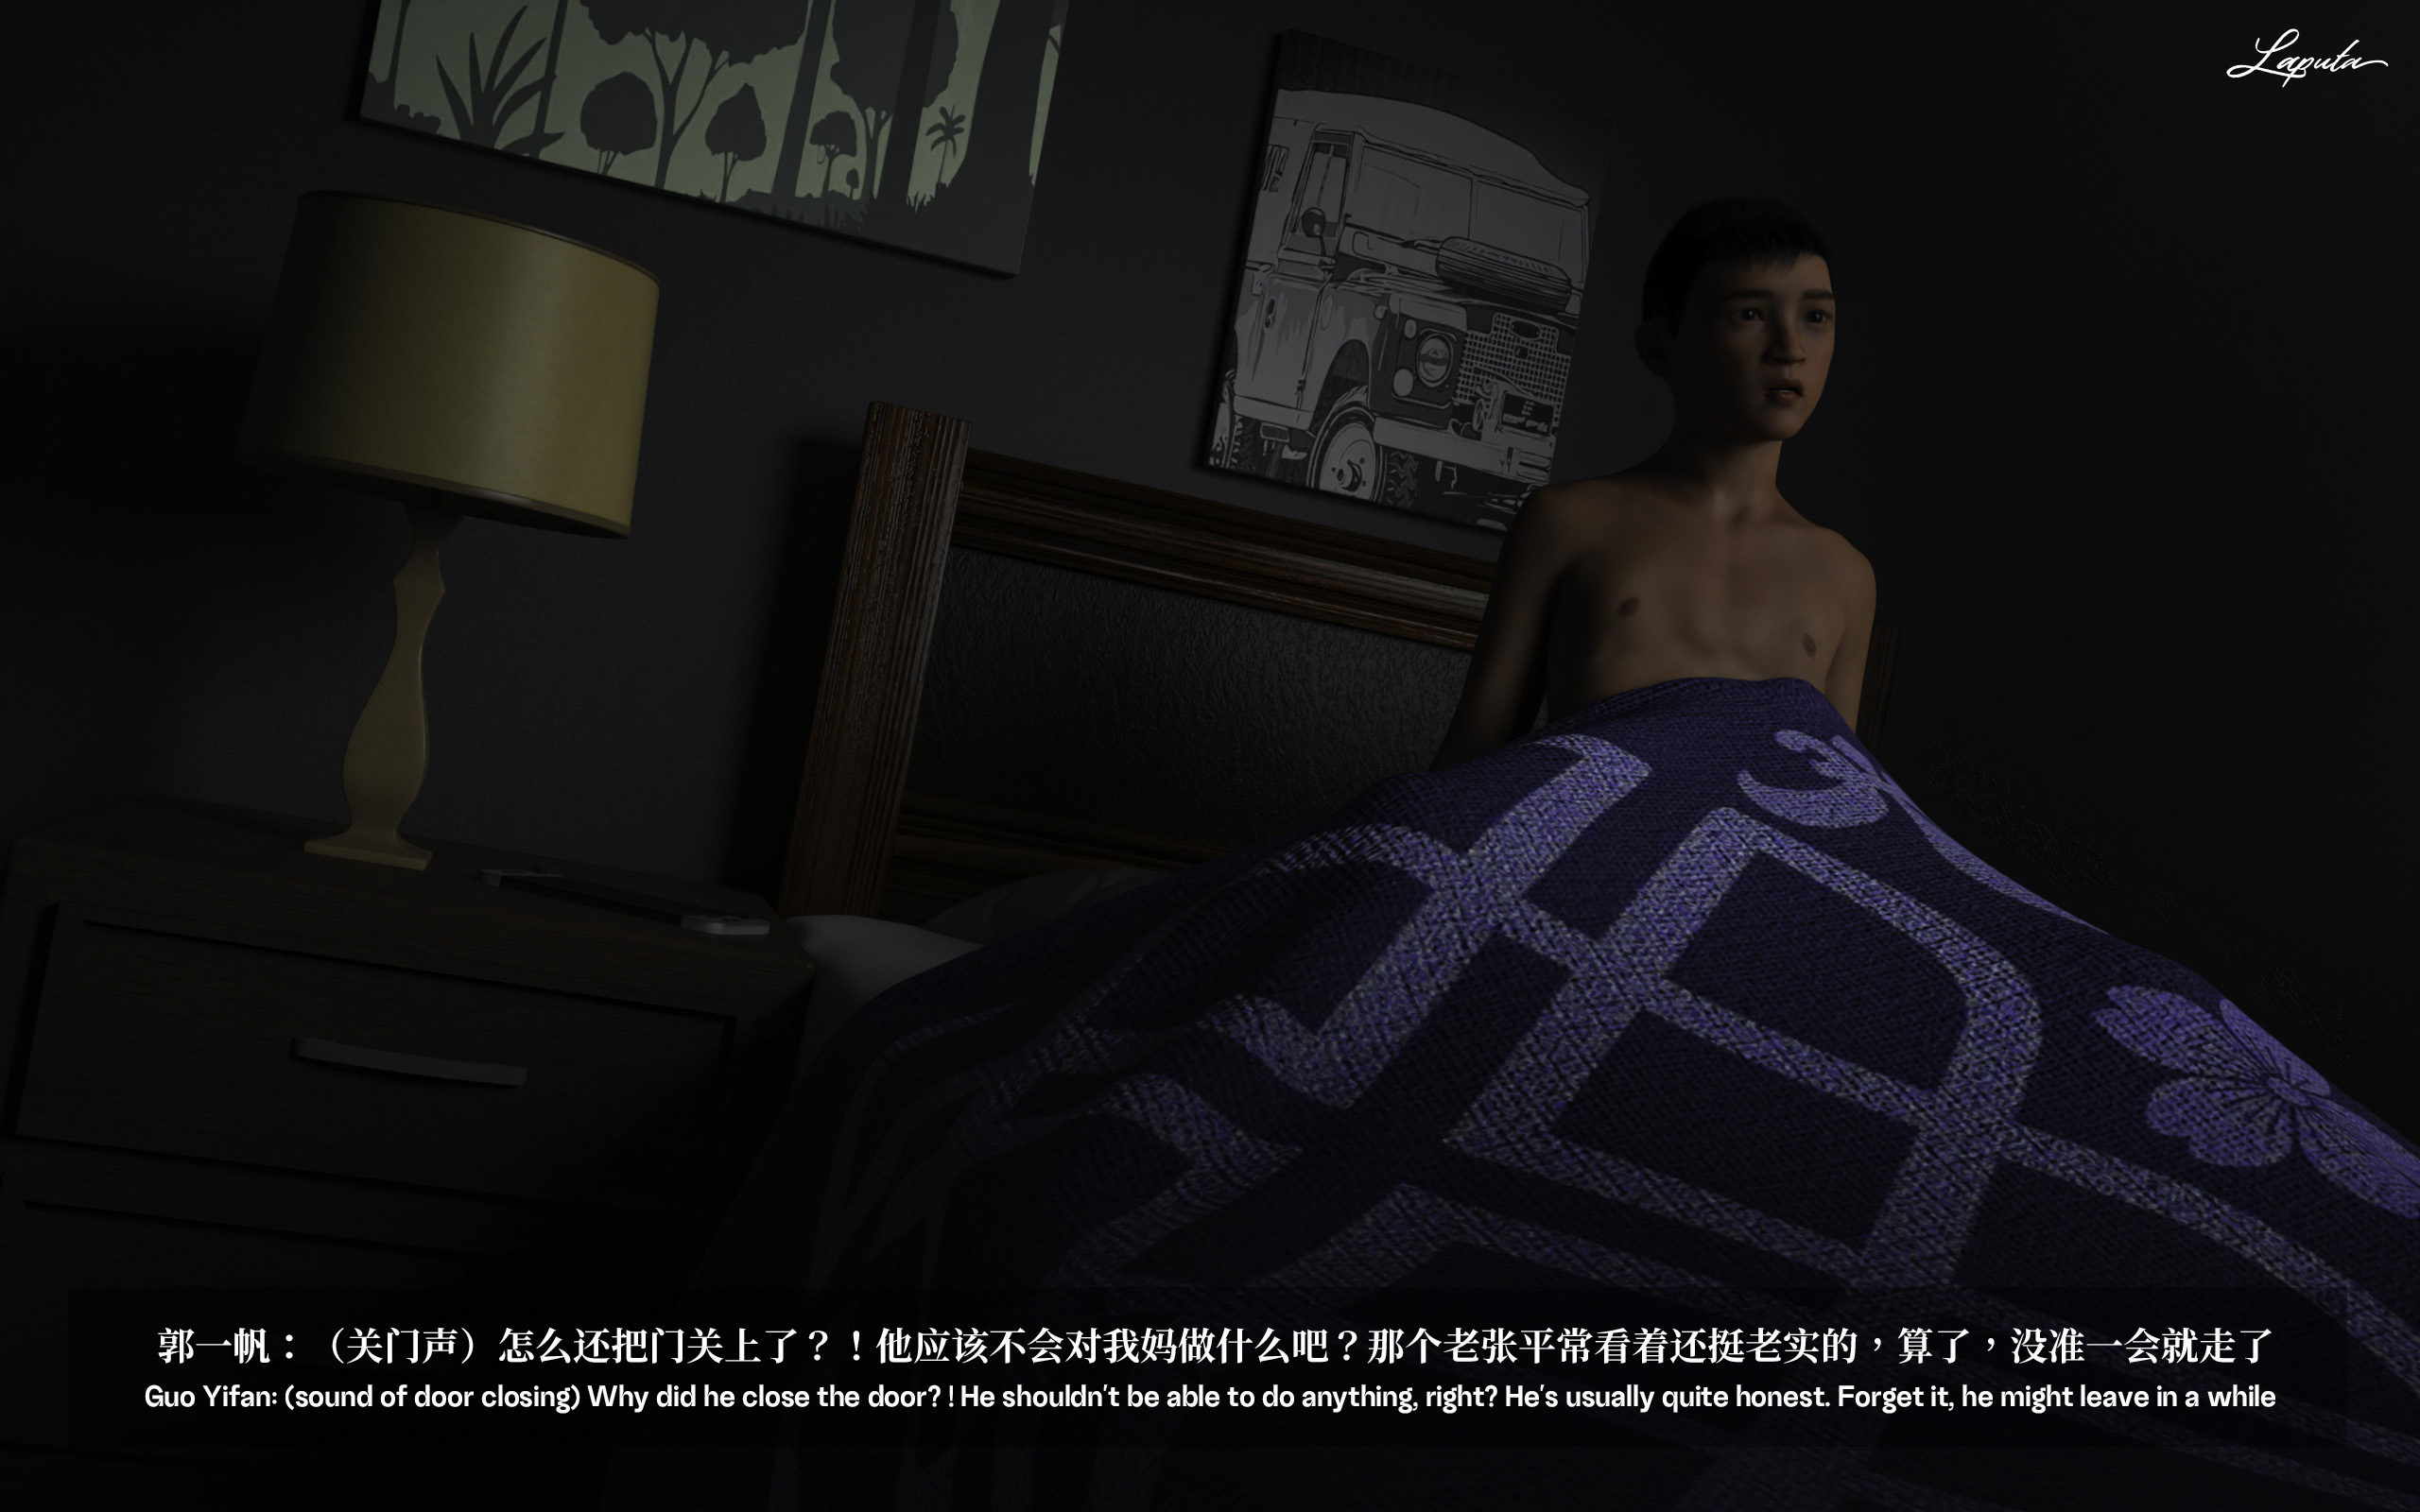 Laputa
郭一帆：（关门声）怎么还把门关上了？！他应该不会对我妈做什么吧？那个老张平常看着还挺老实的，算了，没准一会就走了
Guo Yifan: (sound of door closing) Why did he close the door? ! He shouldn't be able to do anything, right? He's usually quite honest. Forget it, he might leave in a while